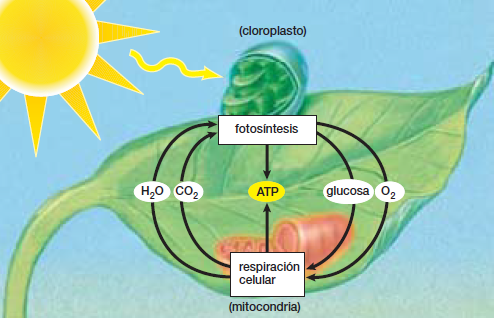 (cloroplasto)
fotosíntesis
H₂O CO₂ ATP glucosa O₂
respiración
celular
(mitocondria)